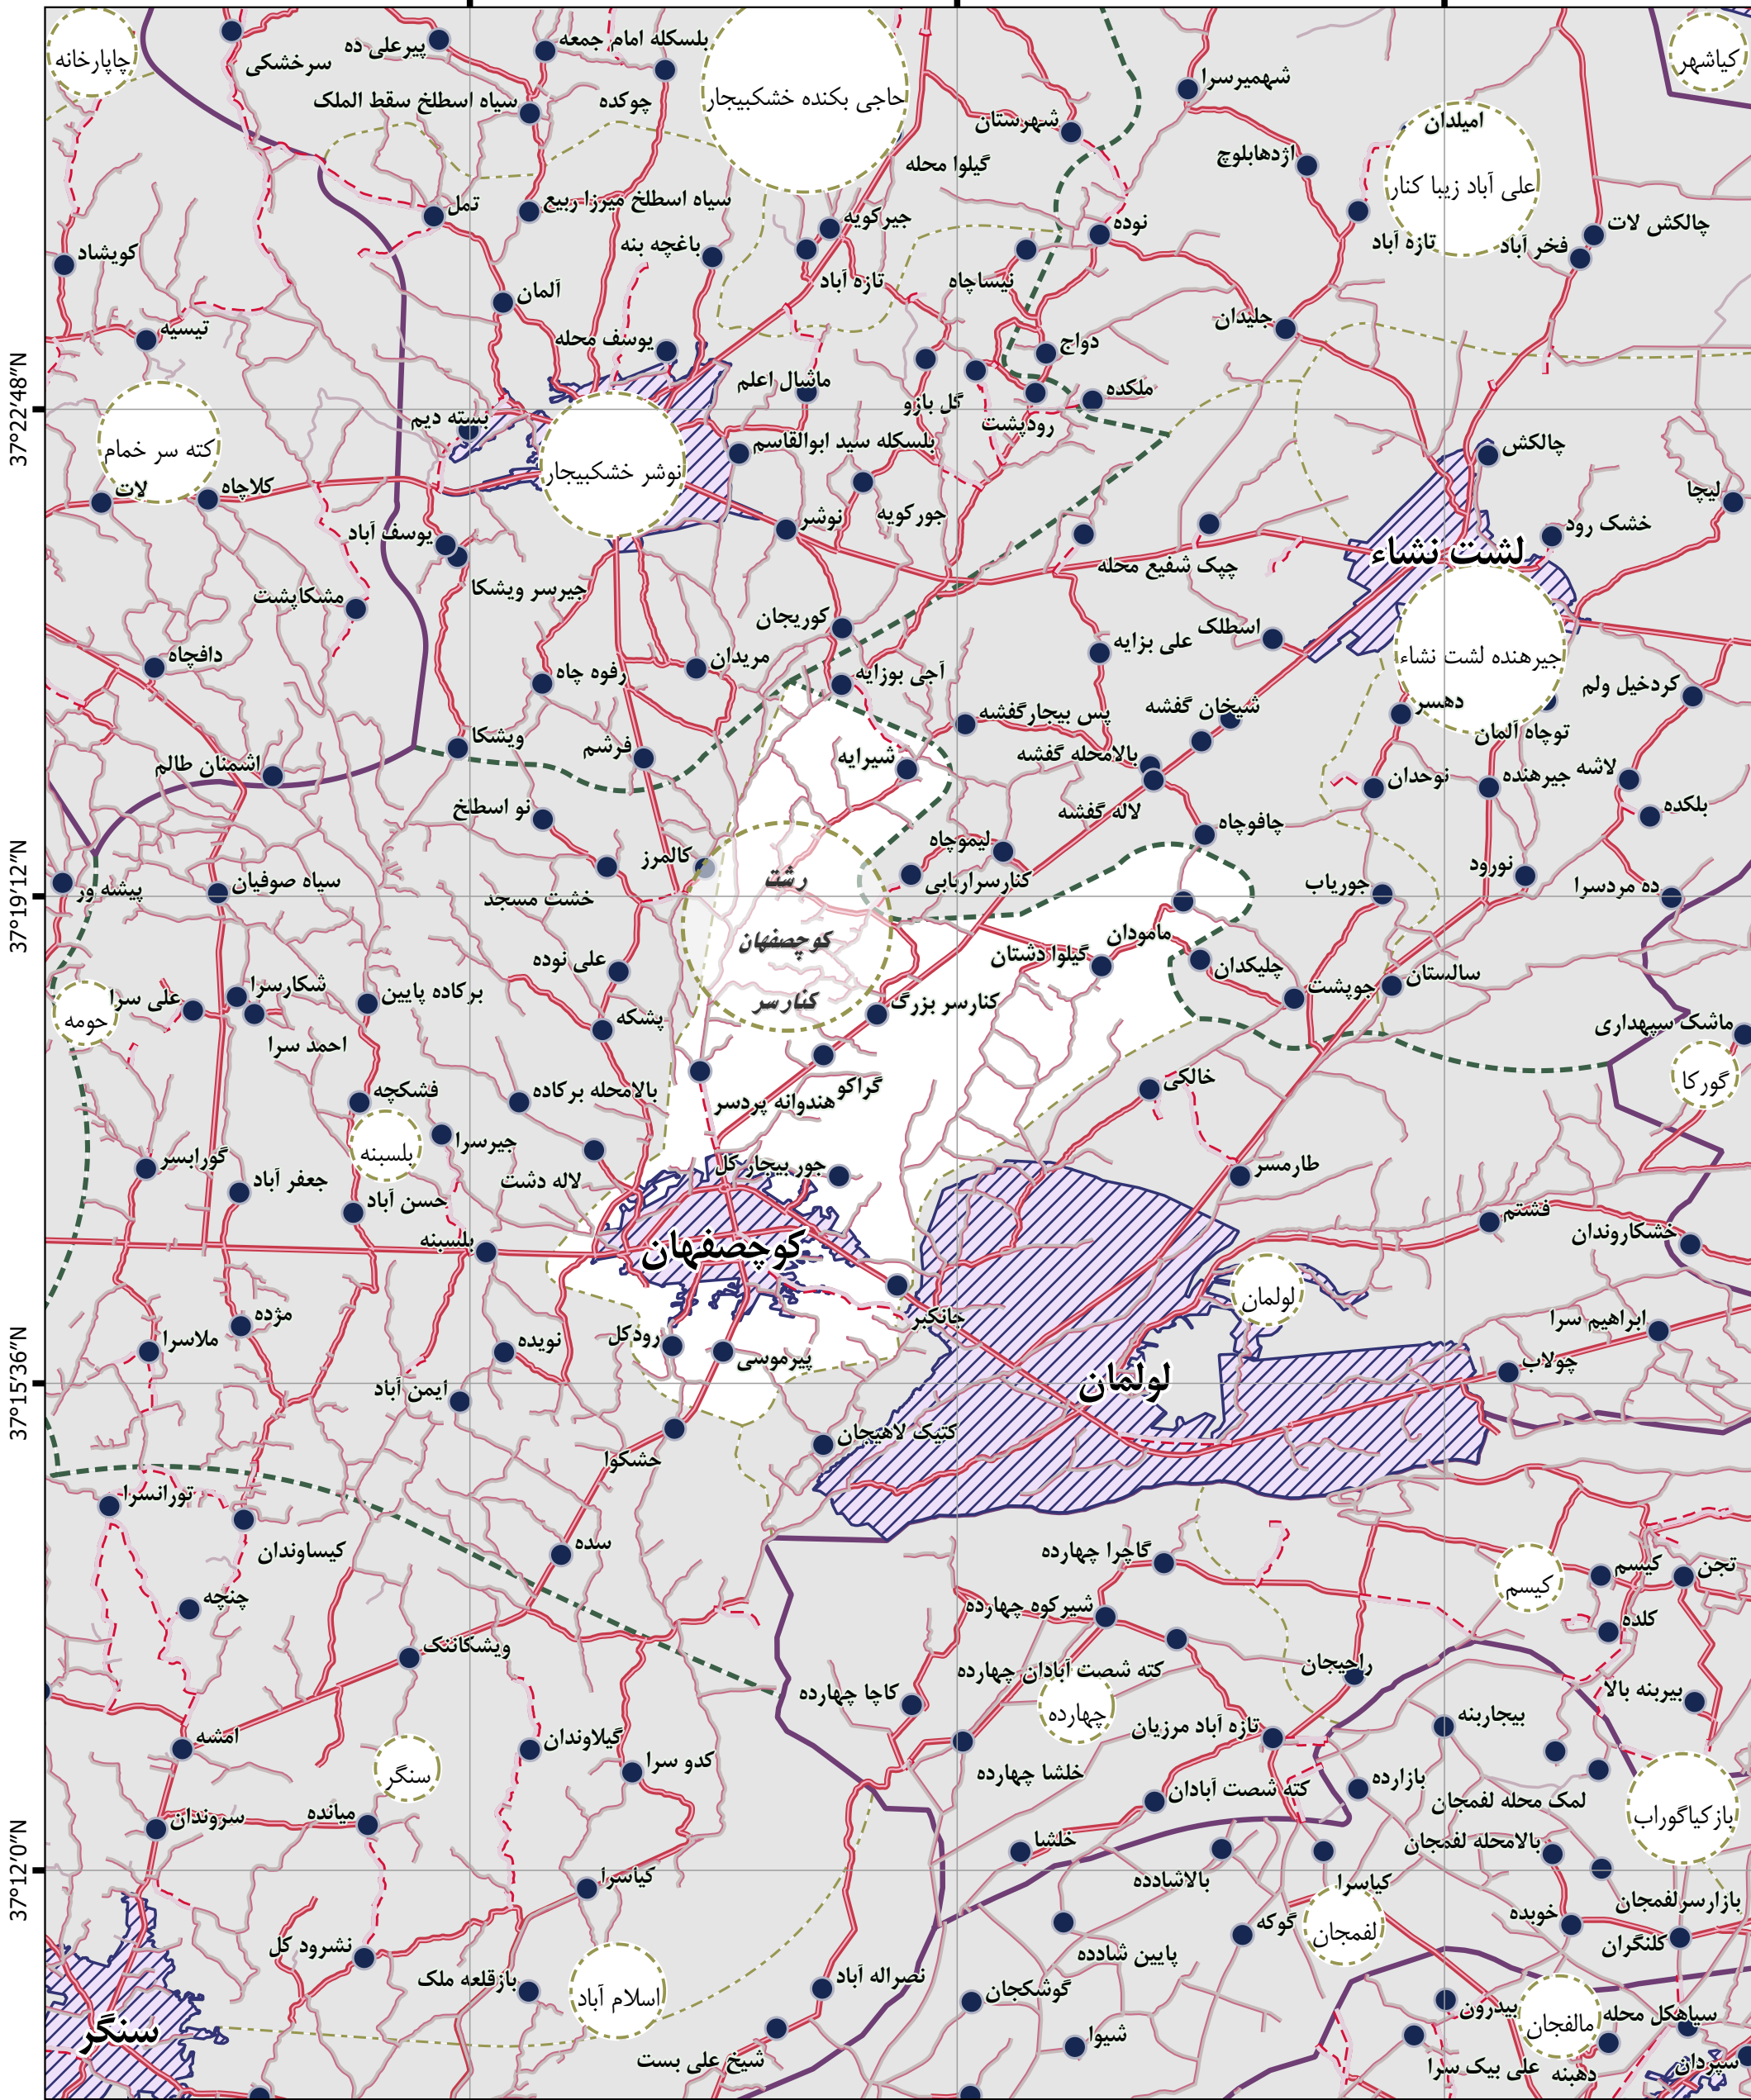 چاپارخانه
سرخشکی
پیرعلی ده
بلسکله امام جمعه
سیاه اسطلخ سقط الملک
چوکده
حاجی بکنده خشکبیجار
شهرستان
گیلوا محله
شهمیرسرا
اژدهابلوچ
امیلدان
علی آباد زیبا کنار
کیاشهر
کویشاد
تمل
سیاه اسطلخ میرزا ربیع
باغچه بنه
جیرکویه
تازه آباد
نیساچاه
نوده
تازه آباد
فخر آباد
چالکش لات
تیسیه
آلمان
یوسف محله
ماشال اعلم
گل بازو
دواج
ملکده
رودپشت
جلیدان
37°22'48"N
کته سر خمام
بسته دیم
نوشر خشکبیجار
بلسکله سید ابوالقاسم
چالکش
لات
کلاچاه
یوسف آباد
نوشر
جورکویه
چپک شفیع محله
لشت نشاء
خشک رود
لیچا
مشکاپشت
جیرسر ویشکا
کوریجان
علی بزایه
اسطلک
جیرهنده لشت نشاء
دافچاه
رفوه چاه
مریدان
آجی بوزایه
کردخیل ولم
اشمنان طالم
ویشکا
فرشم
شیرایه
پس بیجارگفشه
شیخان گفشه
بالامحله گفشه
دهسر
توچاه آلمان
نو اسطلخ
لاله گفشه
چافوچاه
نوحدان
جیرهنده
لاشه
بلکده
37°19'12"N
پیشه ور
سیاه صوفیان
خشت مسجد
کالمرز
رشت
کوچصفهان
کنارسر
لیموچاه
کنارسراربابی
جورباب
نورود
ده مردسرا
حومه
علی سرا
شکارسرا
احمد سرا
برکاده پایین
علی نوده
پشکه
کنارسر بزرگ
گیلوا دشتان
مامودان
چلیکدان
جوپشت
سالستان
ماشک سپهداری
گورکا
فشکچه
بالامحله برکاده
هندوانه پردسر
گراکو
خالکی
گورابسر
بلسبنه
جیرسرا
جعفر آباد
حسن آباد
لاله دشت
جور بیجار کل
طارمسر
فشتم
خشکاروندان
بلسبنه
کوچصفهان
لولمان
مژده
ملاسرا
نویده
رودکل
پیرموسی
جانکبر
ابراهیم سرا
37°15'36"N
ایمن آباد
لولمان
چولاب
جشکوا
کتیک لاهیجان
تورانسرا
کیساوندان
سده
گاچرا چهارده
کیسم
کیسم
تجن
چنچه
شیرکوه چهارده
کلده
ویشکاننک
کته شصت آبادان چهارده
راجیجان
کاچا چهارده
چهارده
بیربنه بالا
امشه
سنگر
گیلاوندان
کدو سرا
تازه آباد مرزیان
بیجاربنه
خلشا چهارده
کته شصت آبادان
بازارده
لمک محله لفمجان
بازکیاگوراب
سروندان
میانده
37°12'0"N
خلشا
بالاشادده
کیاسرا
بالامحله لفمجان
بازارسرلفمجان
کیاسرا
لفمجان
گوکه
خوبده
کلنگران
نشرود کل
بازقلعه ملک
اسلام آباد
نصراله آباد
پایین شادده
گوشکجان
بیدرون
مالفجان
سیاهکل محله
سنگر
شیخ علی بست
شیوا
علی بیک سرا
دهبنه
سپردان